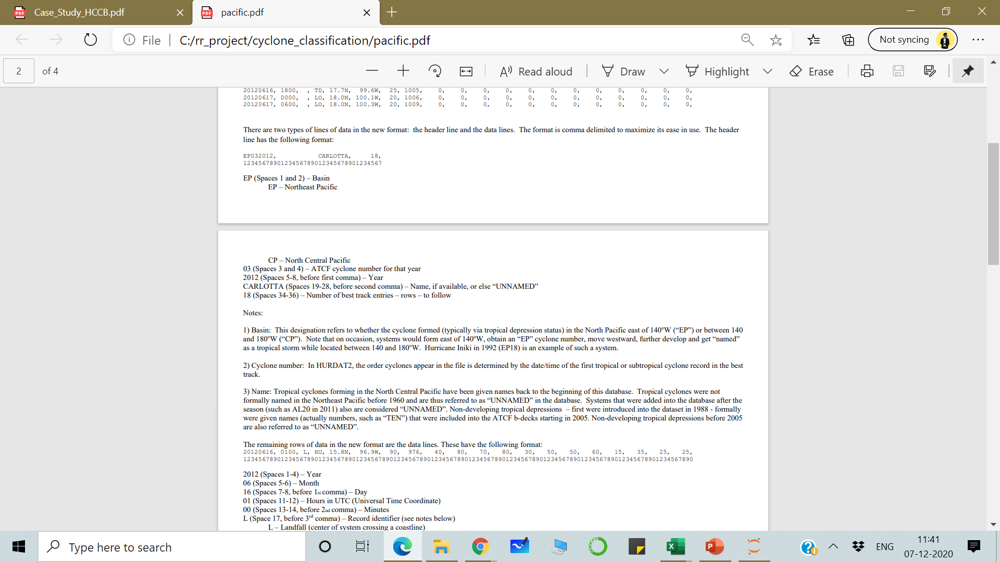 Case_Study_HCCB.pdf
pacific.pdf
File
C:/rr_project/cyclone_classification/pacific.pdf
Not syncing
2 of 4
Read aloud
Draw
Highlight
Erase
20120616, 1800,  , TD, 17.7N,  99.6W,  25, 1005,    0,    0,    0,    0,    0,    0,    0,    0,    0,    0,    0,    0,
20120617, 0000,  , LO, 18.0N, 100.1W,  20, 1006,    0,    0,    0,    0,    0,    0,    0,    0,    0,    0,    0,    0,
20120617, 0600,  , LO, 18.0N, 100.3W,  20, 1009,    0,    0,    0,    0,    0,    0,    0,    0,    0,    0,    0,    0,
There are two types of lines of data in the new format:  the header line and the data lines.  The format is comma delimited to maximize its ease in use.  The header
line has the following format:
EP032012,           CARLOTTA,     18,
1234567890123456789012345678901234567
EP (Spaces 1 and 2) – Basin
EP – Northeast Pacific
CP – North Central Pacific
03 (Spaces 3 and 4) – ATCF cyclone number for that year
2012 (Spaces 5-8, before first comma) – Year
CARLOTTA (Spaces 19-28, before second comma) – Name, if available, or else “UNNAMED”
18 (Spaces 34-36) – Number of best track entries – rows – to follow
Notes:
1) Basin:  This designation refers to whether the cyclone formed (typically via tropical depression status) in the North Pacific east of 140°W (“EP”) or between 140
and 180°W (“CP”).  Note that on occasion, systems would form east of 140°W, obtain an “EP” cyclone number, move westward, further develop and get “named”
as a tropical storm while located between 140 and 180°W.  Hurricane Iniki in 1992 (EP18) is an example of such a system.
2) Cyclone number:  In HURDAT2, the order cyclones appear in the file is determined by the date/time of the first tropical or subtropical cyclone record in the best
track.
3) Name: Tropical cyclones forming in the North Central Pacific have been given names back to the beginning of this database.  Tropical cyclones were not
formally named in the Northeast Pacific before 1960 and are thus referred to as “UNNAMED” in the database.  Systems that were added into the database after the
season (such as AL20 in 2011) also are considered “UNNAMED”. Non-developing tropical depressions  – first were introduced into the dataset in 1988 - formally
were given names (actually numbers, such as “TEN”) that were included into the ATCF b-decks starting in 2005. Non-developing tropical depressions before 2005
are also referred to as “UNNAMED”.
The remaining rows of data in the new format are the data lines. These have the following format:
20120616, 0100, L, HU, 15.8N,  96.9W,  90,  976,   40,   80,   70,   80,   30,   50,   50,   60,   15,   35,   25,   25,
123456789012345678901234567890123456789012345678901234567890123456789012345678901234567890123456789012345678901234567890
2012 (Spaces 1-4) – Year
06 (Spaces 5-6) – Month
16 (Spaces 7-8, before 1st comma) – Day
01 (Spaces 11-12) – Hours in UTC (Universal Time Coordinate)
00 (Spaces 13-14, before 2nd comma) – Minutes
L (Space 17, before 3rd comma) – Record identifier (see notes below)
L – Landfall (center of system crossing a coastline)
Type here to search
ENG
11:41
07-12-2020